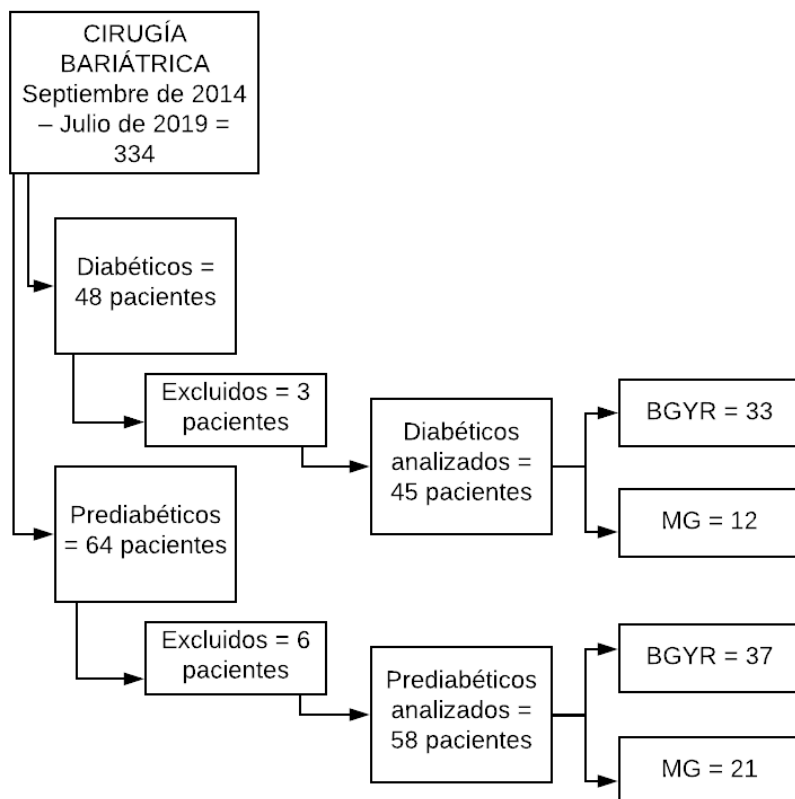 CIRUGÍA
BARIÁTRICA
Septiembre de 2014
– Julio de 2019 =
334
Diabéticos =
48 pacientes
Excluidos = 3
pacientes
Diabéticos
analizados =
45 pacientes
BGYR = 33
MG = 12
Prediabéticos
= 64 pacientes
Excluidos = 6
pacientes
Prediabéticos
analizados =
58 pacientes
BGYR = 37
MG = 21